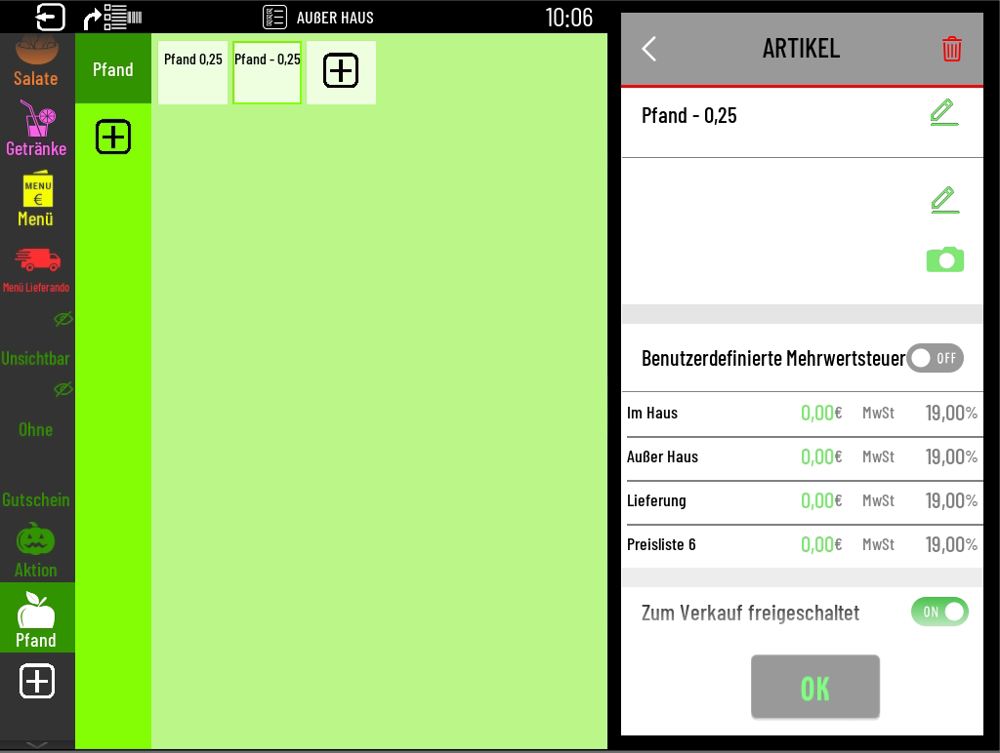 AUßER HAUS
10:06
Salate
Getränke
MENU
€
Menü
Menü Lieferando
Unsichtbar
Ohne
Gutschein
Aktion
Pfand
Pfand
Pfand 0,25
Pfand - 0,25
ARTIKEL
Pfand - 0,25
Benutzerdefinierte Mehrwertsteuer OFF
Im Haus 0,00€ MwSt 19,00%
Außer Haus 0,00€ MwSt 19,00%
Lieferung 0,00€ MwSt 19,00%
Preisliste 6 0,00€ MwSt 19,00%
Zum Verkauf freigeschaltet ON
OK